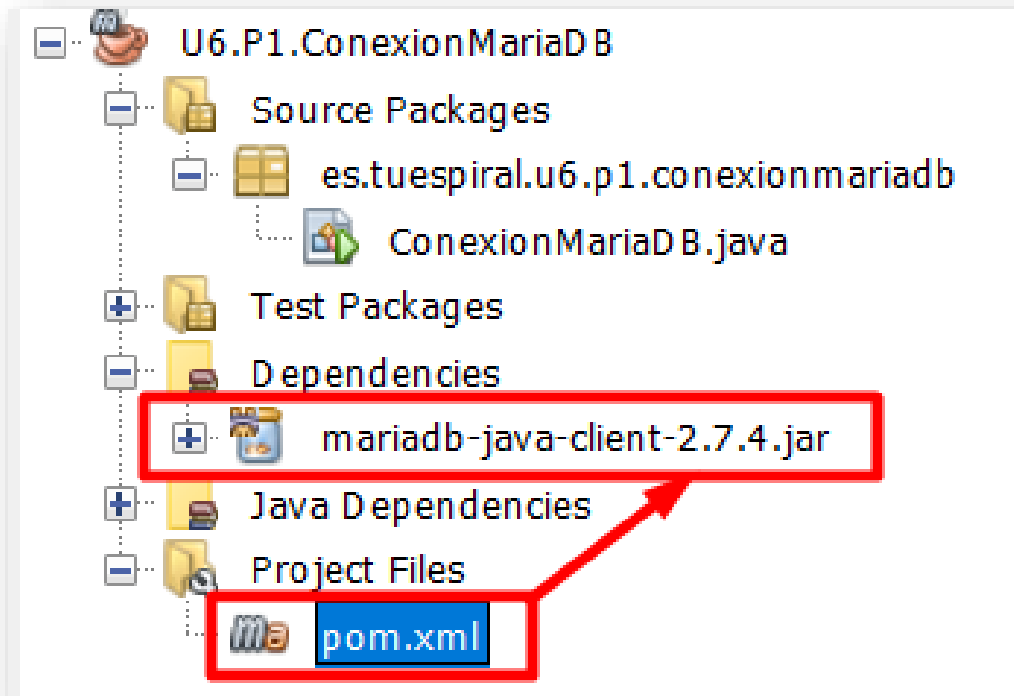 U6.P1.ConexionMariaDB
Source Packages
es.tuespiral.u6.p1.conexionmariadb
ConexionMariaDB.java
Test Packages
Dependencies
mariadb-java-client-2.7.4.jar
Java Dependencies
Project Files
pom.xml